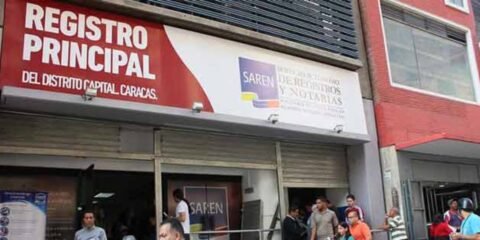 REGISTRO
PRINCIPAL
DEL DISTRITO CAPITAL. CARACAS.
SAREN
SERVICIO AUTÓNOMO
DE REGISTROS
Y NOTARÍAS
SAREN